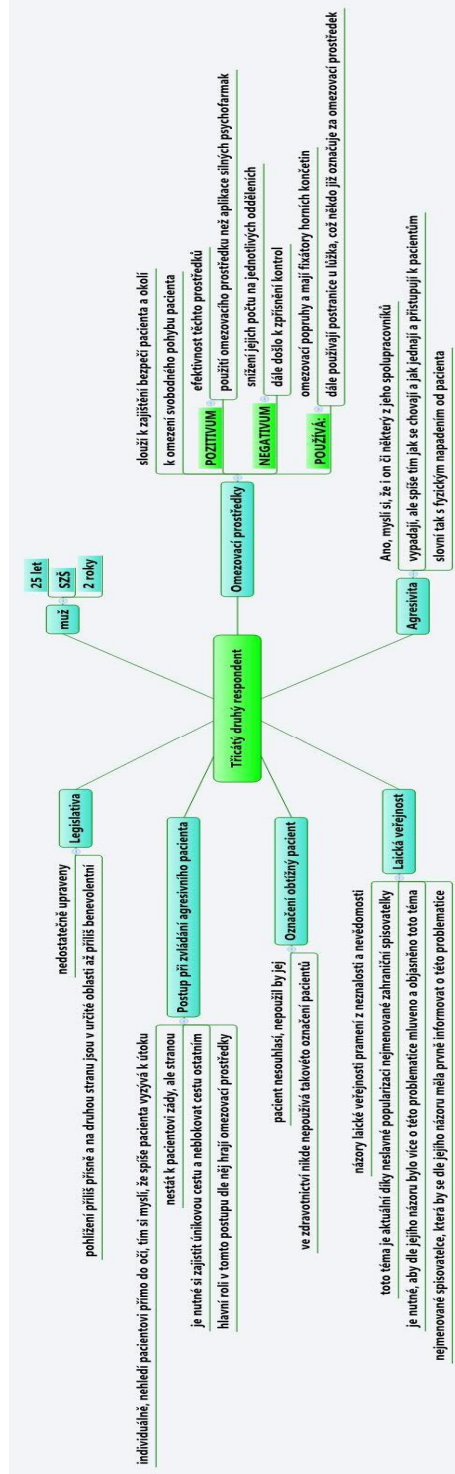 Třicátý druhý respondent
muž
25 let
SZŠ
2 roky
Omezovací prostředky
slouží k zajištění bezpečí pacienta a okolí
k omezení svobodného pohybu pacienta
POZITIVUM
efektivnost těchto prostředků
použití omezovacího prostředku než aplikace silných psychofarmak
NEGATIVUM
snížení jejich počtu na jednotlivých odděleních
dále došlo k zpřísnění kontrol
POUŽÍVÁ:
omezovací popruhy a mají fixátory horních končetin
dále používají postranice u lůžka, což někdo již označuje za omezovací prostředek
Agresivita
Ano, myslí si, že i on či některý z jeho spolupracovníků
vypadají, ale spíše tím jak se chovají a jak jednají a přistupují k pacientům
slovní tak s fyzickým napadením od pacienta
Legislativa
nedostatečně upraveny
pohlížení příliš přísně a na druhou stranu jsou v určité oblasti až příliš benevolentní
Postup při zvládání agresivního pacienta
individuálně, nehledí pacientovi přímo do očí, tím si myslí, že spíše pacienta vyzývá k útoku
nestát k pacientovi zády, ale stranou
je nutné si zajistit únikovou cestu a neblokovat cestu ostatním
hlavní roli v tomto postupu dle něj hrají omezovací prostředky
Označení obtížný pacient
pacient nesouhlasí, nepoužil by jej
ve zdravotnictví nikde nepoužívá takovéto označení pacientů
Laická veřejnost
názory laické veřejnosti pramení z neznalosti a nevědomosti
toto téma je aktuální díky neslavné popularizaci nejmenované zahraniční spisovatelky
je nutné, aby dle jejího názoru bylo více o této problematice mluveno a objasněno toto téma
nejmenované spisovatelce, která by se dle jejího názoru měla prvně informovat o této problematice